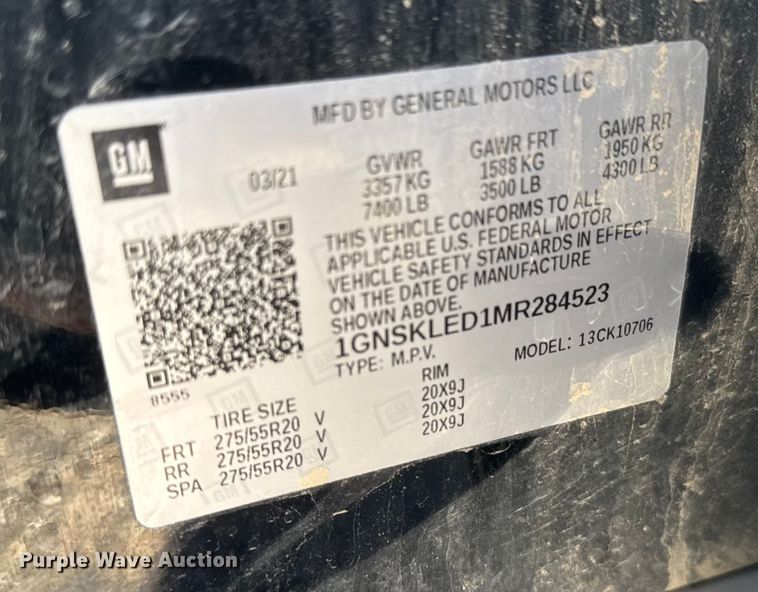 MFD BY GENERAL MOTORS LLC
GM
03/21
GVWR
3357 KG
7400 LB
GAWR FRT
1588 KG
3500 LB
GAWR RR
1950 KG
4300 LB
THIS VEHICLE CONFORMS TO ALL
APPLICABLE U.S. FEDERAL MOTOR
VEHICLE SAFETY STANDARDS IN EFFECT
ON THE DATE OF MANUFACTURE
SHOWN ABOVE.
1GNSKLED1MR284523
TYPE: M.P.V.
MODEL: 13CK10706
8555
TIRE SIZE
RIM
FRT 275/55R20 V 20X9J
RR 275/55R20 V 20X9J
SPA 275/55R20 V 20X9J
Purple Wave Auction